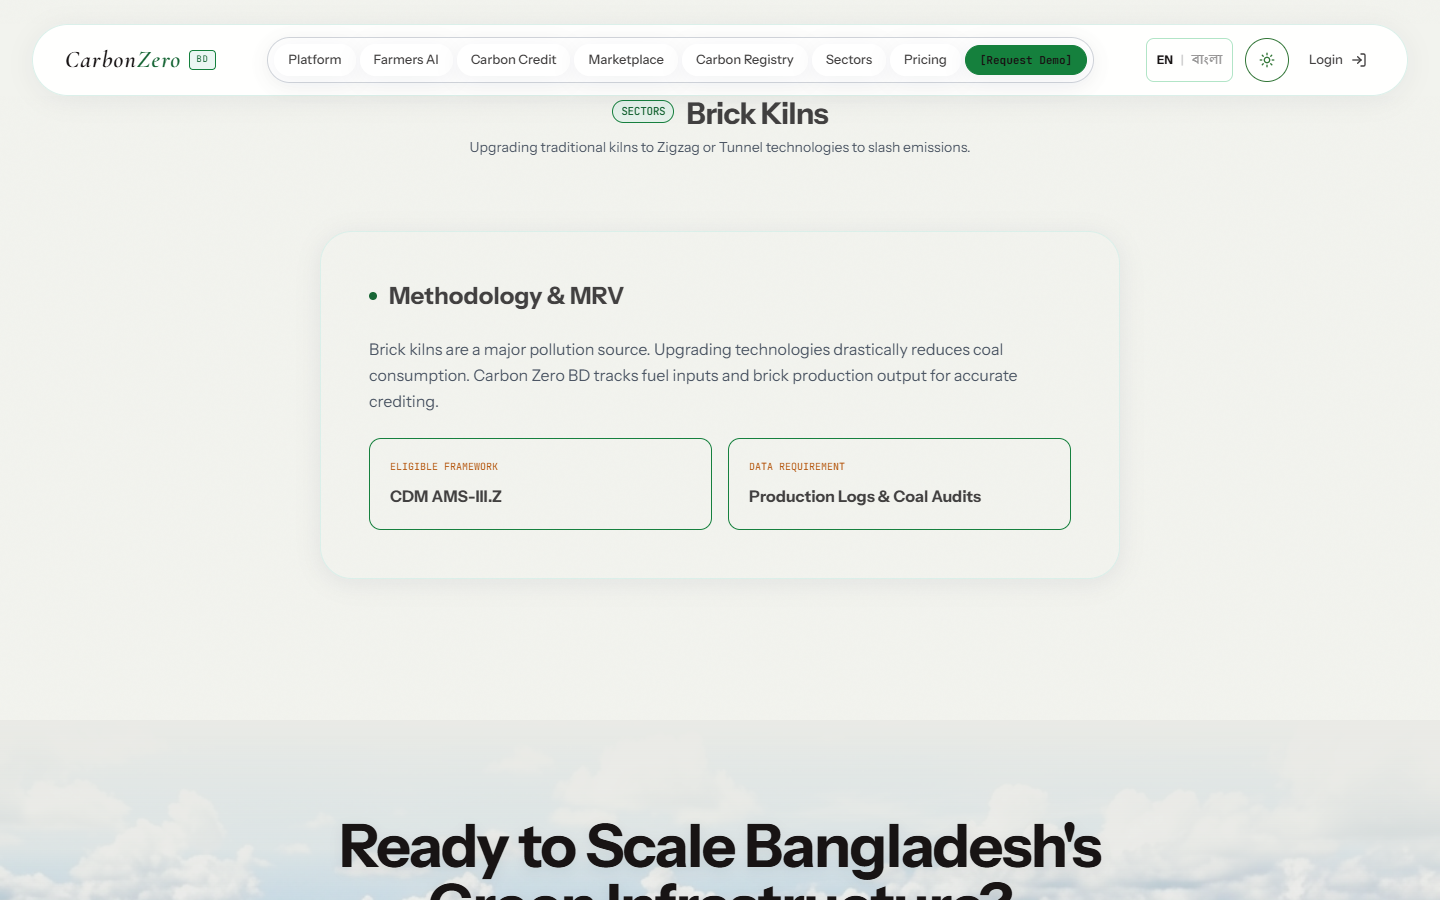 CarbonZero BD
Platform
Farmers AI
Carbon Credit
Marketplace
Carbon Registry
Sectors
Pricing
[Request Demo]
EN | বাংলা
Login
SECTORS
Brick Kilns
Upgrading traditional kilns to Zigzag or Tunnel technologies to slash emissions.
Methodology & MRV
Brick kilns are a major pollution source. Upgrading technologies drastically reduces coal
consumption. Carbon Zero BD tracks fuel inputs and brick production output for accurate
crediting.
ELIGIBLE FRAMEWORK
CDM AMS-III.Z
DATA REQUIREMENT
Production Logs & Coal Audits
Ready to Scale Bangladesh's
Green Infrastructure?